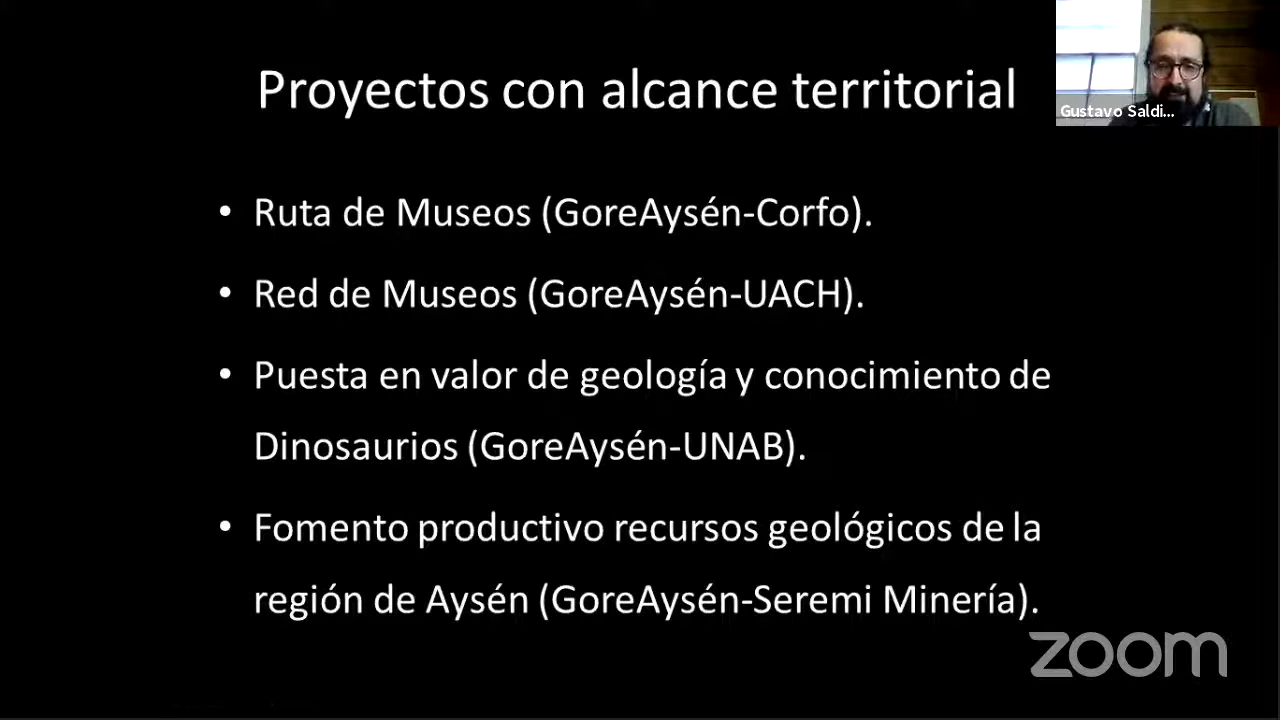 Proyectos con alcance territorial
Gustavo Saldi...
• Ruta de Museos (GoreAysén-Corfo).
• Red de Museos (GoreAysén-UACH).
• Puesta en valor de geología y conocimiento de
Dinosaurios (GoreAysén-UNAB).
• Fomento productivo recursos geológicos de la
región de Aysén (GoreAysén-Seremi Minería).
zoom